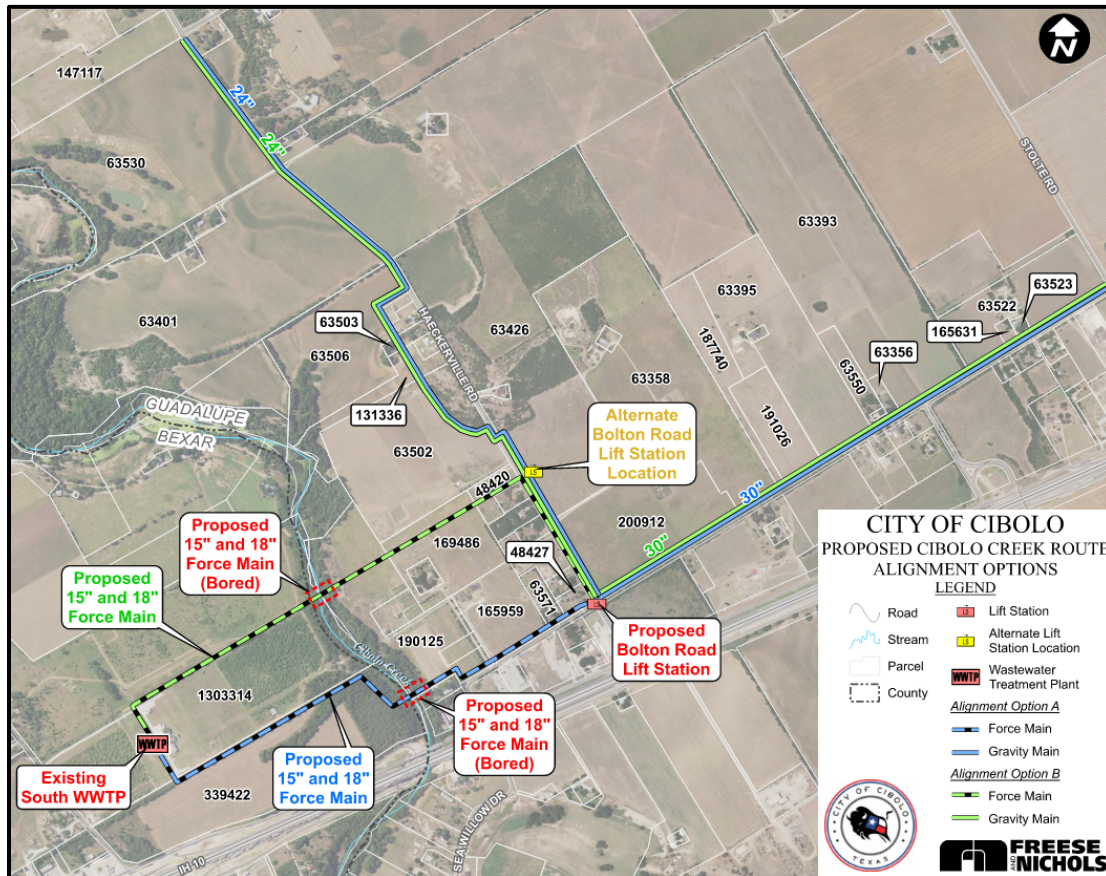 N
147117
24"
24"
63530
STOLTE RD
63393
63401
63395
63522
63523
63503
HAECKERVILLE RD
63426
187740
165631
63506
63356
63550
131336
63358
191026
GUADALUPE
BEXAR
Alternate
Bolton Road
Lift Station
Location
63502
48420
LS
30"
200912
Proposed
15" and 18"
Force Main
(Bored)
169486
48427
30"
Proposed
15" and 18"
Force Main
63571
165959
LS
190125
Proposed
Bolton Road
Lift Station
Cibolo Creek
1303314
WWTP
Proposed
15" and 18"
Force Main
(Bored)
Existing
South WWTP
Proposed
15" and 18"
Force Main
339422
SEA WILLOW DR
IH 10
CITY OF CIBOLO
PROPOSED CIBOLO CREEK ROUTE
ALIGNMENT OPTIONS
LEGEND
Road
Stream
Parcel
County
LS Lift Station
LS Alternate Lift
Station Location
WWTP Wastewater
Treatment Plant
Alignment Option A
Force Main
Gravity Main
Alignment Option B
Force Main
Gravity Main
CITY OF CIBOLO
TEXAS
FREESE
AND NICHOLS